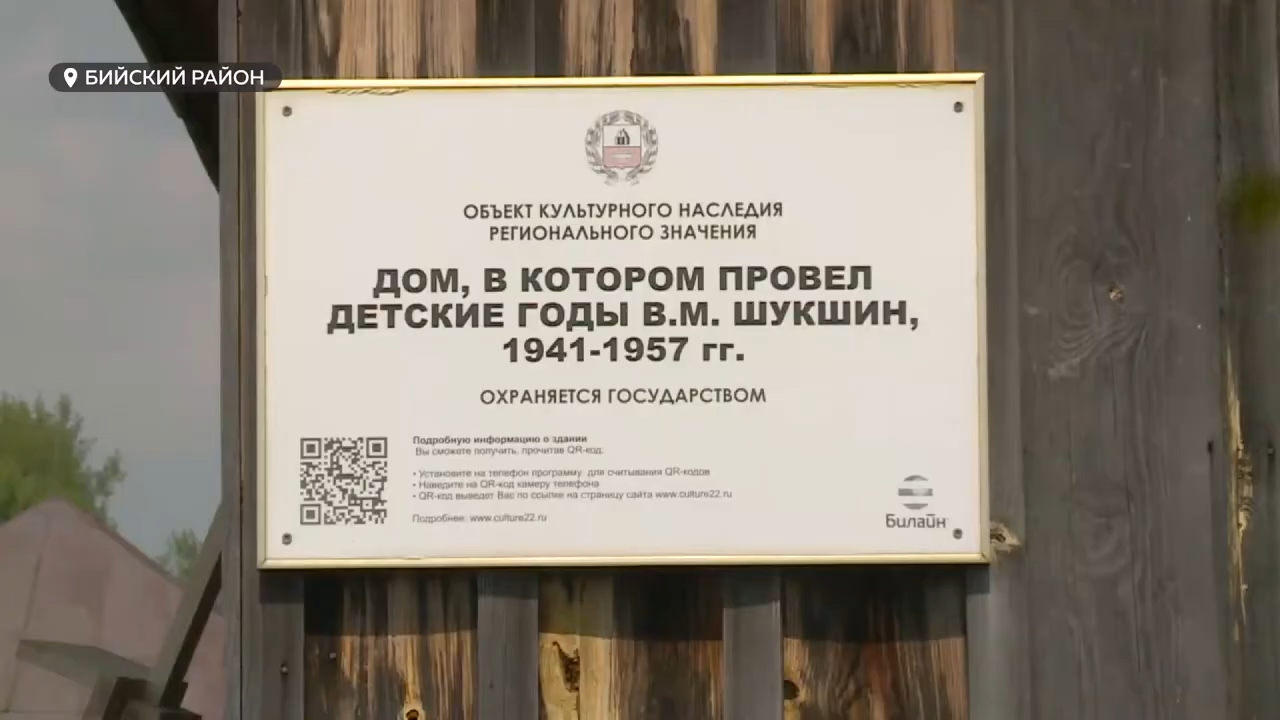 БИЙСКИЙ РАЙОН
ОБЪЕКТ КУЛЬТУРНОГО НАСЛЕДИЯ
РЕГИОНАЛЬНОГО ЗНАЧЕНИЯ
ДОМ, В КОТОРОМ ПРОВЕЛ
ДЕТСКИЕ ГОДЫ В.М. ШУКШИН,
1941-1957 гг.
ОХРАНЯЕТСЯ ГОСУДАРСТВОМ
Подробную информацию о здании
Вы сможете получить, прочитав QR-код:
• Установите на телефон программу для считывания QR-кодов
• Наведите на QR-код камеру телефона
• QR-код выведет Вас по ссылке на страницу сайта www.culture22.ru
Подробнее: www.culture22.ru
Билайн